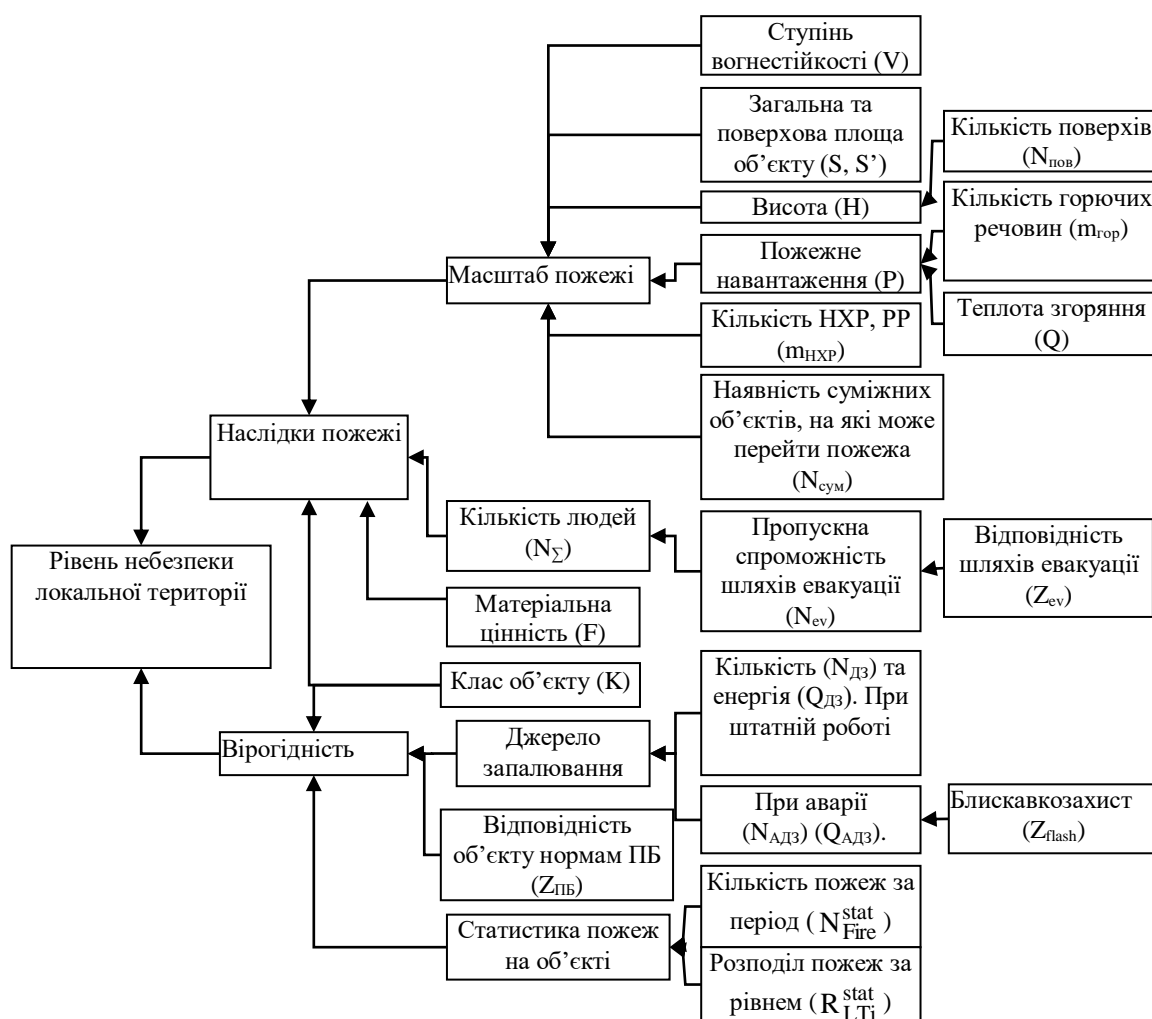 Ступінь
вогнестійкості (V)
Загальна та
поверхова площа
об’єкту (S, S’)
Кількість поверхів
(Nпов)
Висота (H)
Кількість горючих
речовин (mгор)
Пожежне
навантаження (P)
Масштаб пожежі
Теплота згоряння
(Q)
Кількість НХР, РР
(mНХР)
Наявність суміжних
об’єктів, на які може
перейти пожежа
(Nсум)
Наслідки пожежі
Кількість людей
(N∑)
Пропускна
спроможність
шляхів евакуації
(Nev)
Відповідність
шляхів евакуації
(Zev)
Рівень небезпеки
локальної території
Матеріальна
цінність (F)
Клас об’єкту (K)
Кількість (NДЗ) та
енергія (QДЗ). При
штатній роботі
Вірогідність
Джерело
запалювання
При аварії
(NАДЗ) (QАДЗ).
Блискавкозахист
(Zflash)
Відповідність
об’єкту нормам ПБ
(ZПБ)
Кількість пожеж за
період ( N stat Fire )
Статистика пожеж
на об’єкті
Розподіл пожеж за
рівнем ( R stat LTi )